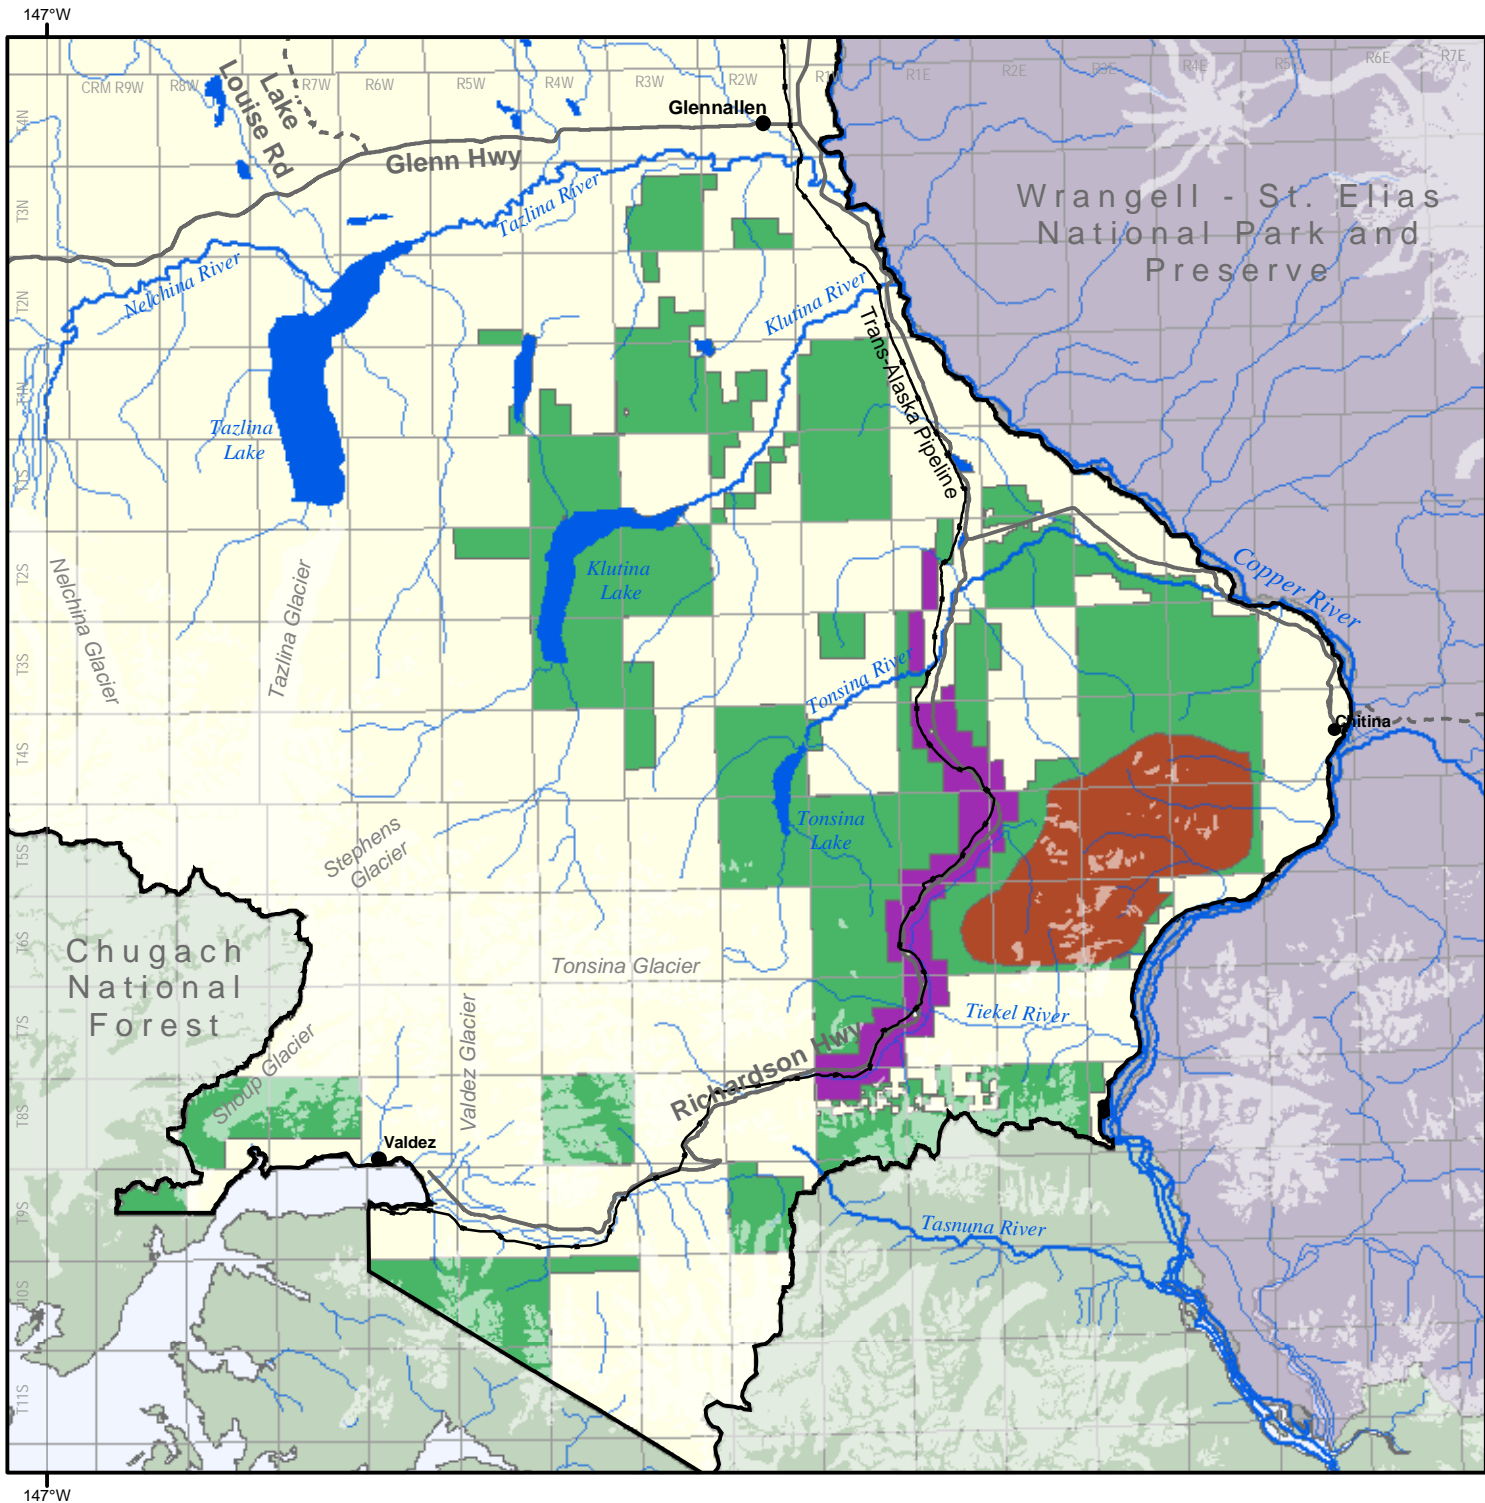 147°W
CRM R9W
R8W
R7W
R6W
R5W
R4W
R3W
R2W
R1W
R1E
R2E
R3E
R4E
R5E
R6E
R7E
T4N
T3N
T2N
T1N
T1S
T2S
T3S
T4S
T5S
T6S
T7S
T8S
T9S
T10S
T11S
Lake
Louise Rd
Glennallen
Glenn Hwy
Tazlina River
Nelchina River
Klutina River
Trans-Alaska Pipeline
Wrangell - St. Elias
National Park and
Preserve
Tazlina
Lake
Nelchina Glacier
Tazlina Glacier
Klutina
Lake
Copper River
Tonsina River
Chitina
Tonsina
Lake
Stephens
Glacier
Chugach
National
Forest
Tonsina Glacier
Tiekel River
Shoup Glacier
Valdez Glacier
Richardson Hwy
Valdez
Tasnuna River
147°W